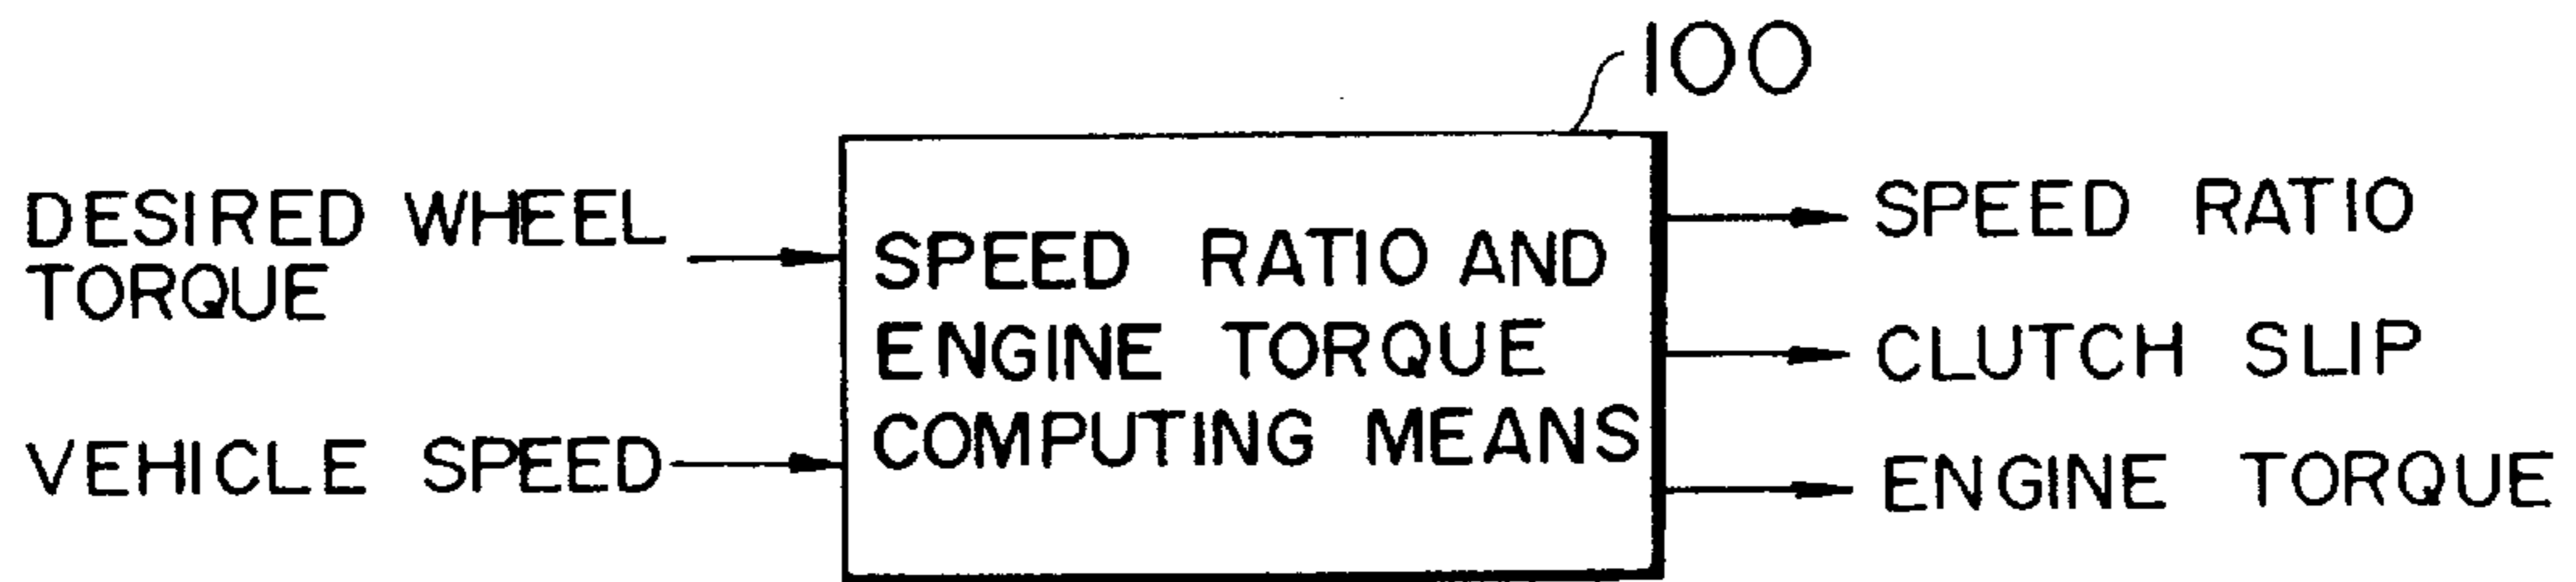 100
DESIRED WHEEL
TORQUE
VEHICLE SPEED
SPEED RATIO AND
ENGINE TORQUE
COMPUTING MEANS
SPEED RATIO
CLUTCH SLIP
ENGINE TORQUE